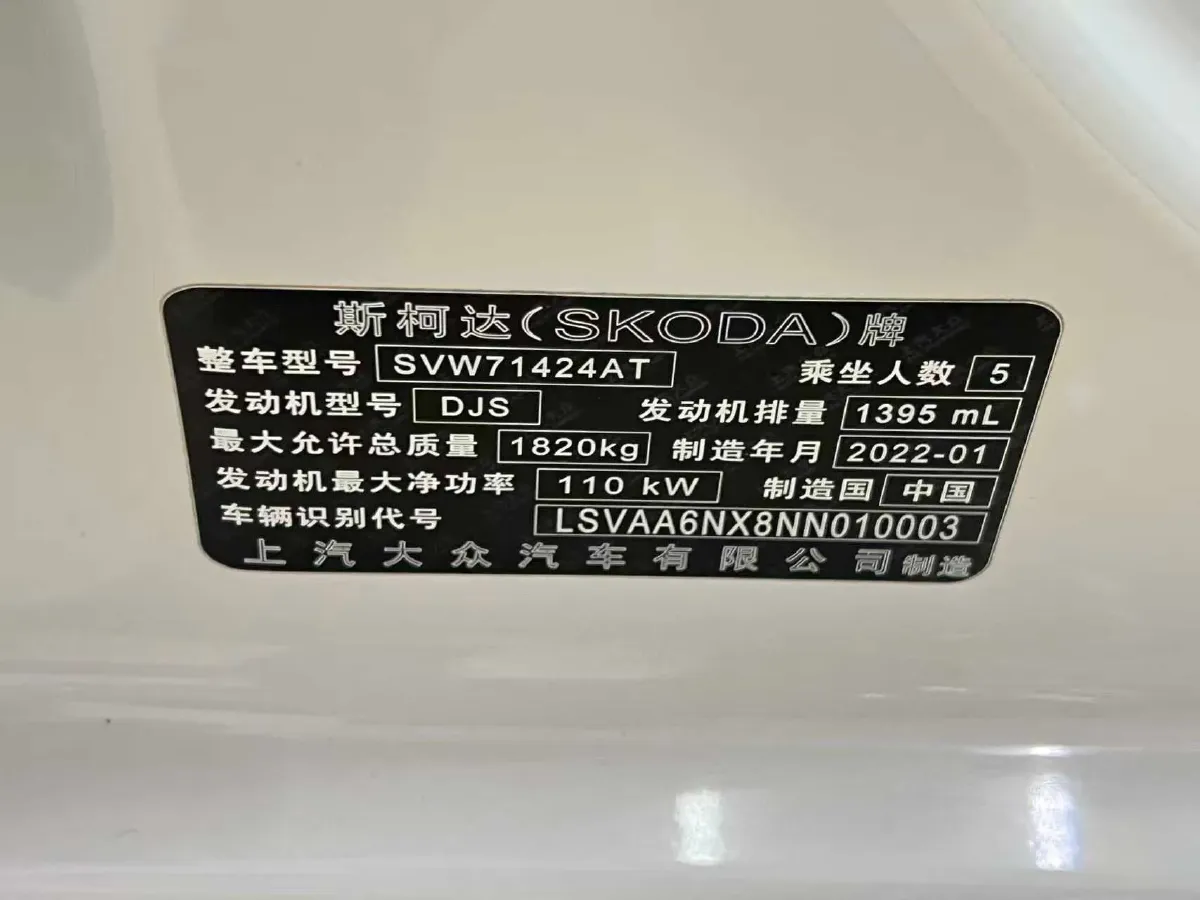 斯柯达(SKODA)牌
整车型号 SVW71424AT 乘坐人数 5
发动机型号 DJS 发动机排量 1395 mL
最大允许总质量 1820kg 制造年月 2022-01
发动机最大净功率 110 kW 制造国 中国
车辆识别代号 LSVAA6NX8NN010003
上汽大众汽车有限公司制造